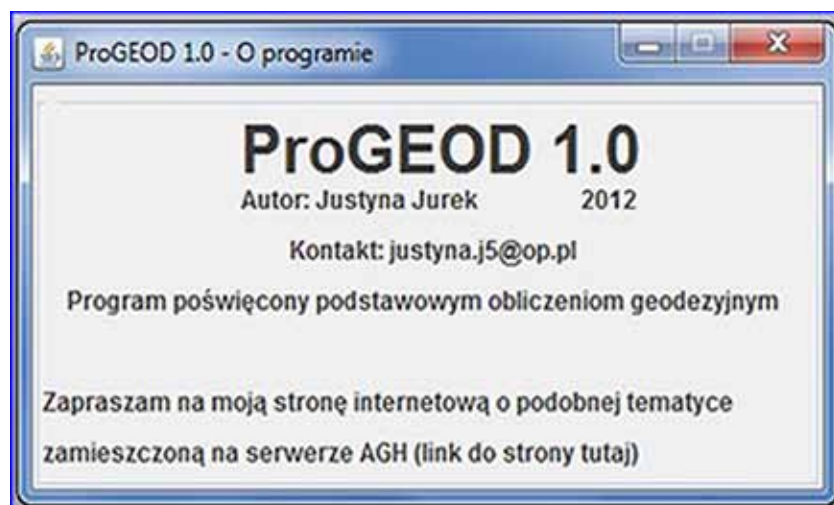 ProGEOD 1.0 - O programie
ProGEOD 1.0
Autor: Justyna Jurek 2012
Kontakt: justyna.j5@op.pl
Program poświęcony podstawowym obliczeniom geodezyjnym
Zapraszam na moją stronę internetową o podobnej tematyce
zamieszczoną na serwerze AGH (link do strony tutaj)